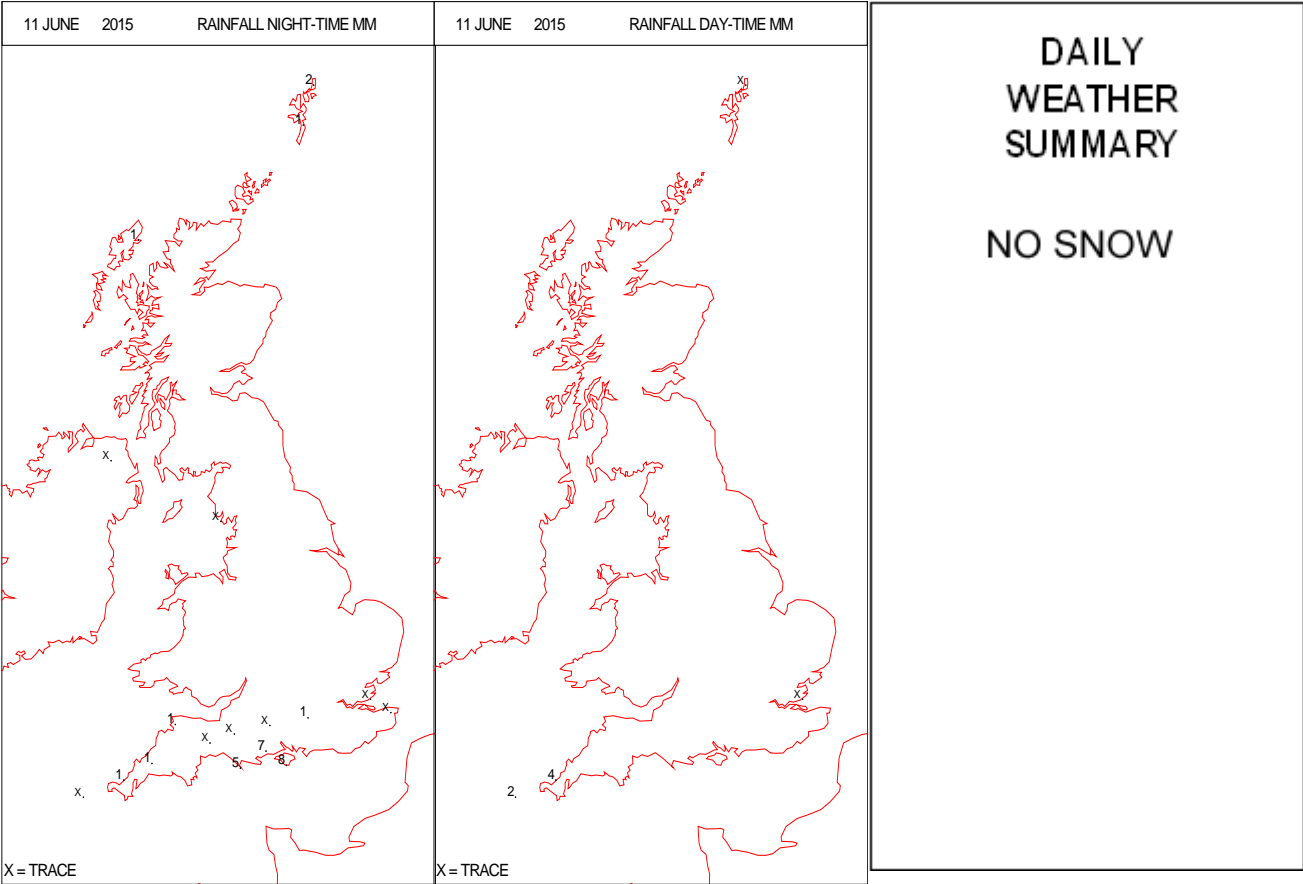 11 JUNE 2015 RAINFALL NIGHT-TIME MM
2
1
1
X
X
X
X
1
1
X
X
X
7
1
5
8
1
X
X = TRACE
11 JUNE 2015 RAINFALL DAY-TIME MM
X
X
4
2
X = TRACE
DAILY
WEATHER
SUMMARY
NO SNOW